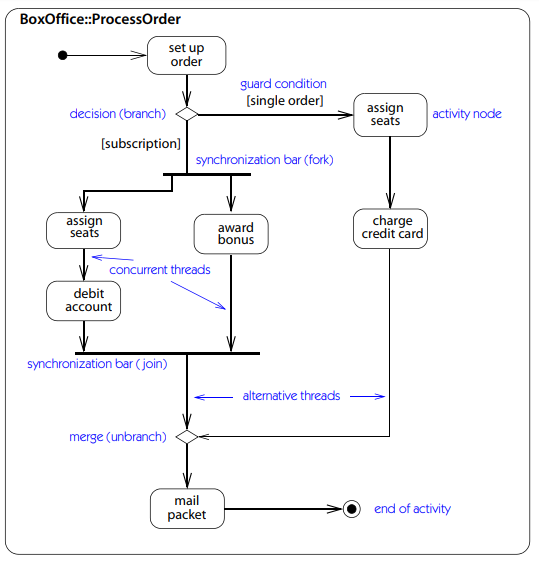 BoxOffice::ProcessOrder
set up
order
guard condition
[single order]
decision (branch)
assign
seats
activity node
[subscription]
synchronization bar (fork)
assign
seats
award
bonus
charge
credit card
concurrent threads
debit
account
synchronization bar (join)
alternative threads
merge (unbranch)
mail
packet
end of activity